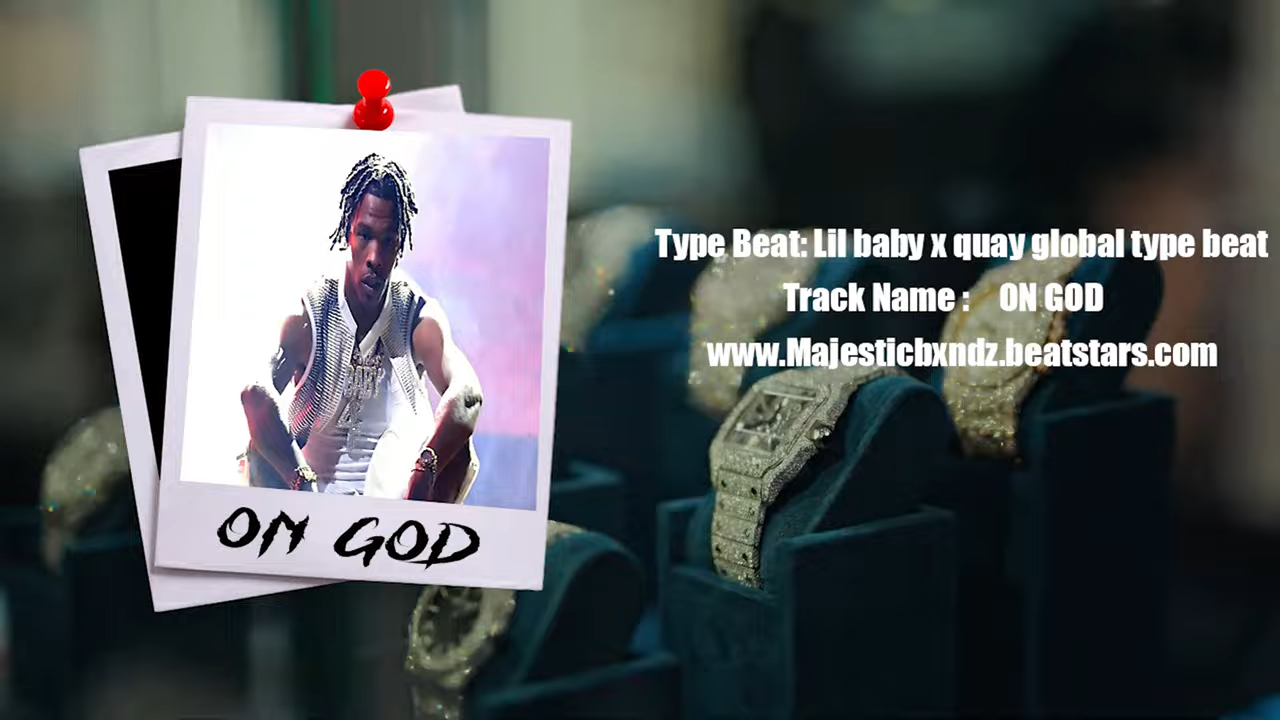 ON GOD
Type Beat: Lil baby x quay global type beat
Track Name : ON GOD
www.Majesticbxndz.beatstars.com